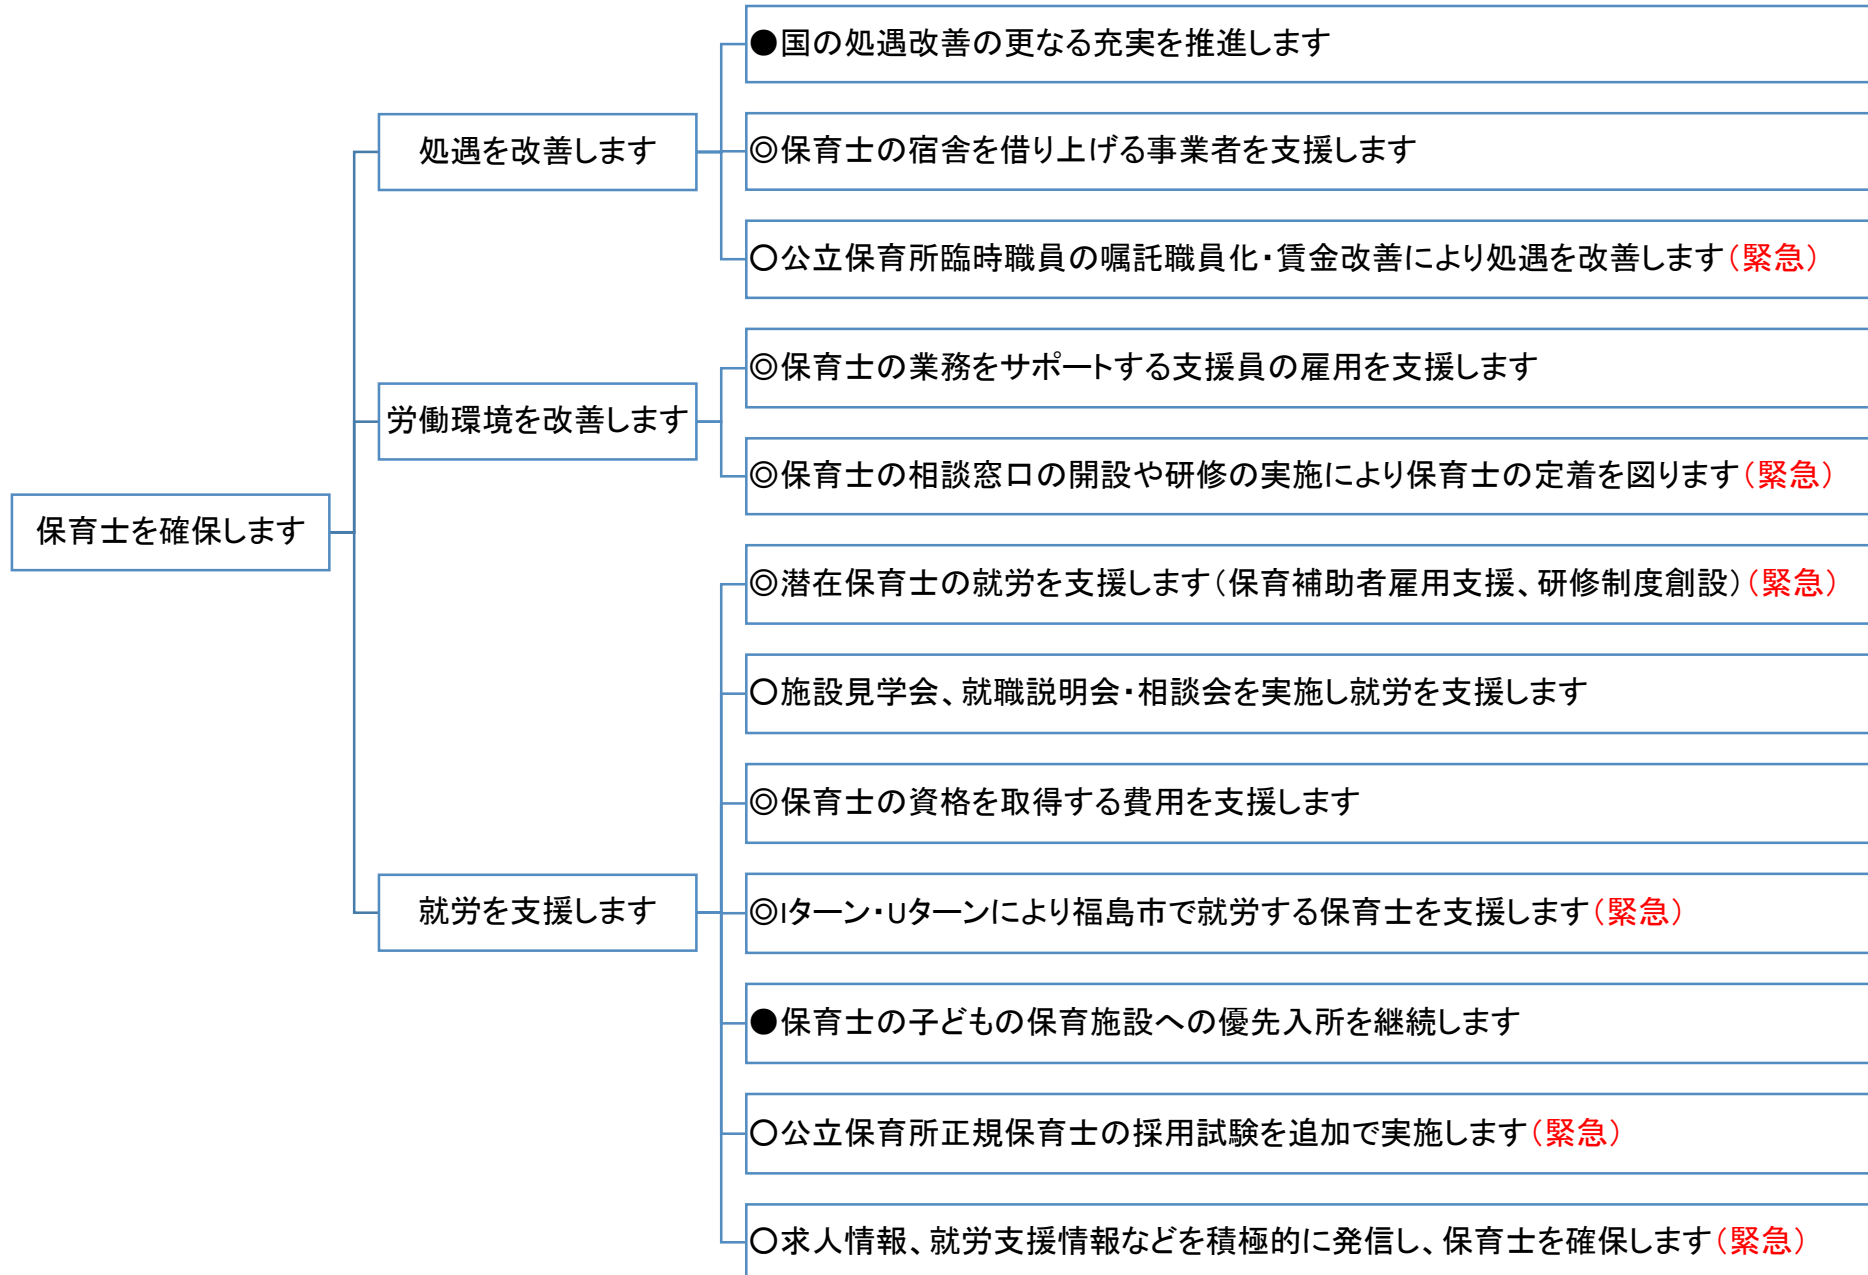 ●国の処遇改善の更なる充実を推進します
処遇を改善します
◎保育士の宿舎を借り上げる事業者を支援します
○公立保育所臨時職員の嘱託職員化・賃金改善により処遇を改善します(緊急)
◎保育士の業務をサポートする支援員の雇用を支援します
労働環境を改善します
◎保育士の相談窓口の開設や研修の実施により保育士の定着を図ります(緊急)
保育士を確保します
◎潜在保育士の就労を支援します(保育補助者雇用支援、研修制度創設)(緊急)
○施設見学会、就職説明会・相談会を実施し就労を支援します
◎保育士の資格を取得する費用を支援します
就労を支援します
◎Iターン・Uターンにより福島市で就労する保育士を支援します(緊急)
●保育士の子どもの保育施設への優先入所を継続します
○公立保育所正規保育士の採用試験を追加で実施します(緊急)
○求人情報、就労支援情報などを積極的に発信し、保育士を確保します(緊急)